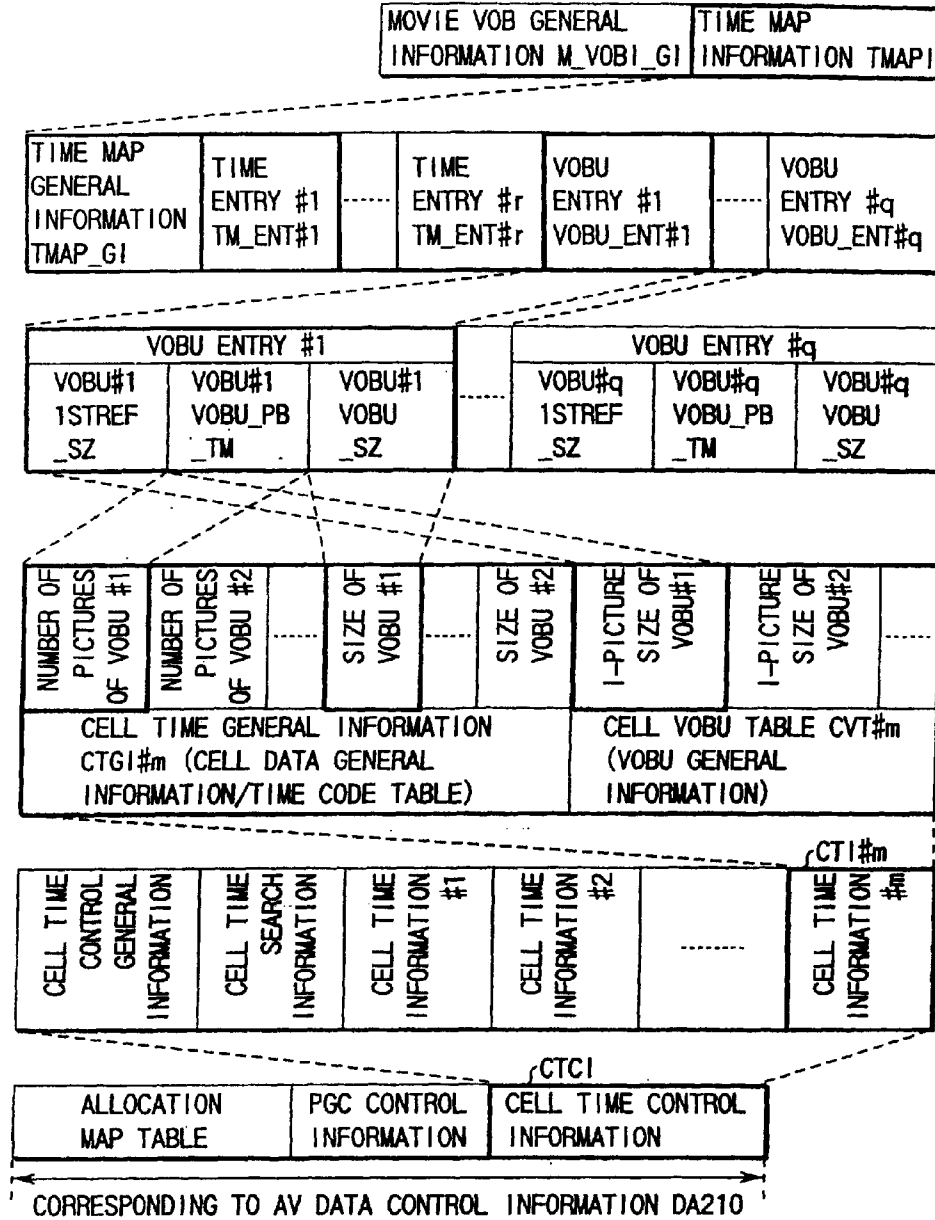 MOVIE VOB GENERAL
INFORMATION M_VOBI_GI
TIME MAP
INFORMATION TMAPI
TIME MAP
GENERAL
INFORMATION
TMAP_GI
TIME
ENTRY #1
TM_ENT#1
TIME
ENTRY #r
TM_ENT#r
VOBU
ENTRY #1
VOBU_ENT#1
VOBU
ENTRY #q
VOBU_ENT#q
VOBU ENTRY #1
VOBU#1
1STREF
_SZ
VOBU#1
VOBU_PB
_TM
VOBU#1
VOBU
_SZ
VOBU ENTRY #q
VOBU#q
1STREF
_SZ
VOBU#q
VOBU_PB
_TM
VOBU#q
VOBU
_SZ
NUMBER OF
PICTURES
OF VOBU #1
NUMBER OF
PICTURES
OF VOBU #2
SIZE OF
VOBU #1
SIZE OF
VOBU #2
I-PICTURE
SIZE OF
VOBU#1
I-PICTURE
SIZE OF
VOBU#2
CELL TIME GENERAL INFORMATION
CTGI#m (CELL DATA GENERAL
INFORMATION/TIME CODE TABLE)
CELL VOBU TABLE CVT#m
(VOBU GENERAL
INFORMATION)
CTI#m
CELL TIME
CONTROL
GENERAL
INFORMATION
CELL TIME
SEARCH
INFORMATION
CELL TIME
INFORMATION
#1
CELL TIME
INFORMATION
#2
CELL TIME
INFORMATION
#m
CTCI
ALLOCATION
MAP TABLE
PGC CONTROL
INFORMATION
CELL TIME CONTROL
INFORMATION
CORRESPONDING TO AV DATA CONTROL INFORMATION DA210